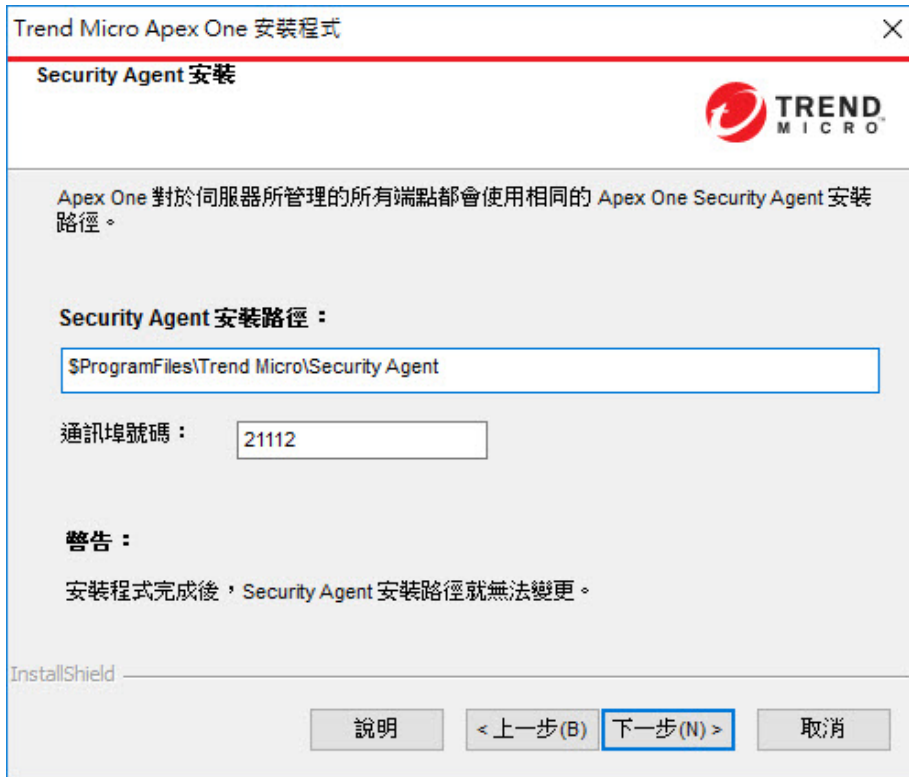 Trend Micro Apex One 安裝程式
Security Agent 安裝
TREND
MICRO
Apex One 對於伺服器所管理的所有端點都會使用相同的 Apex One Security Agent 安裝
路徑。
Security Agent 安裝路徑：
$ProgramFiles\Trend Micro\Security Agent
通訊埠號碼：
21112
警告：
安裝程式完成後，Security Agent 安裝路徑就無法變更。
InstallShield
說明
< 上一步(B)
下一步(N) >
取消